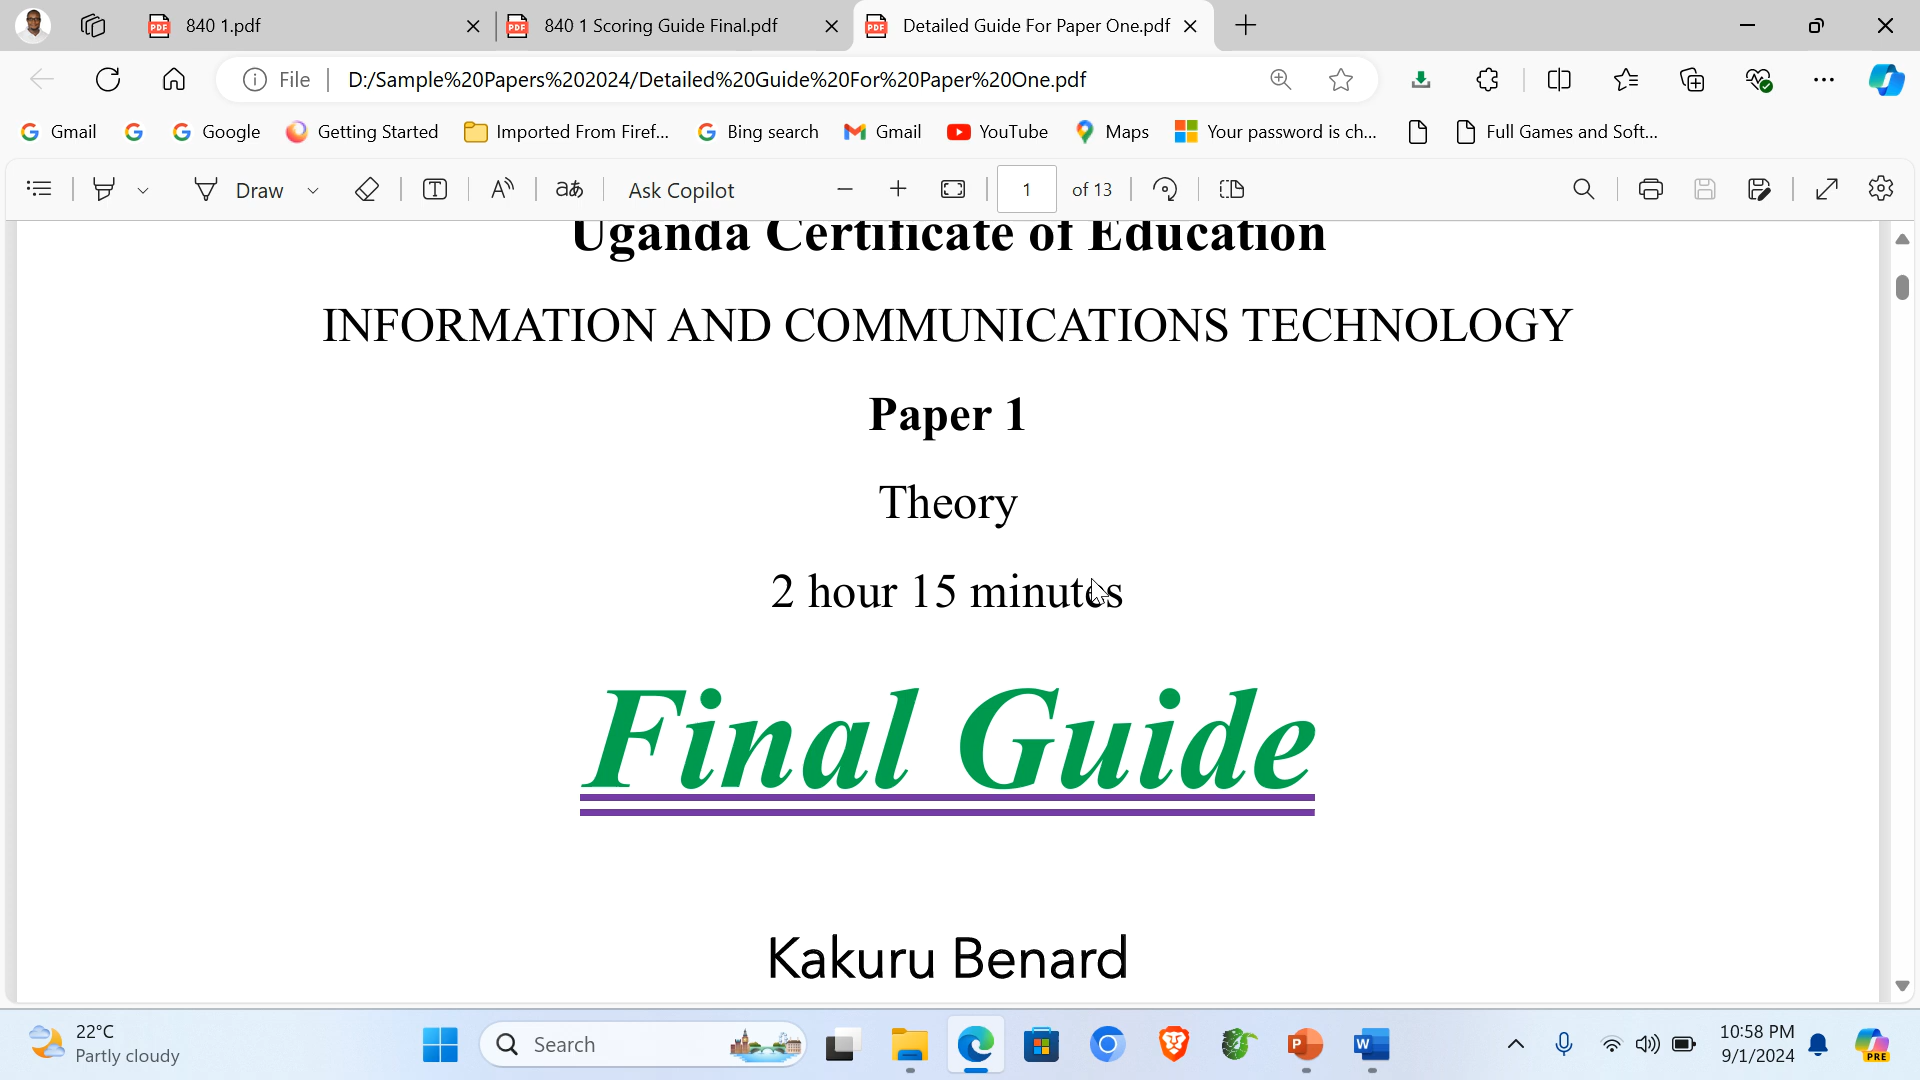 840 1.pdf
840 1 Scoring Guide Final.pdf
Detailed Guide For Paper One.pdf
File
D:/Sample%20Papers%202024/Detailed%20Guide%20For%20Paper%20One.pdf
Gmail
Google
Getting Started
Imported From Firef...
Bing search
Gmail
YouTube
Maps
Your password is ch...
Full Games and Soft...
Draw
Ask Copilot
1
of 13
Uganda Certificate of Education
INFORMATION AND COMMUNICATIONS TECHNOLOGY
Paper 1
Theory
2 hour 15 minutes
Final Guide
Kakuru Benard
22°C
Partly cloudy
Search
10:58 PM
9/1/2024
PRE